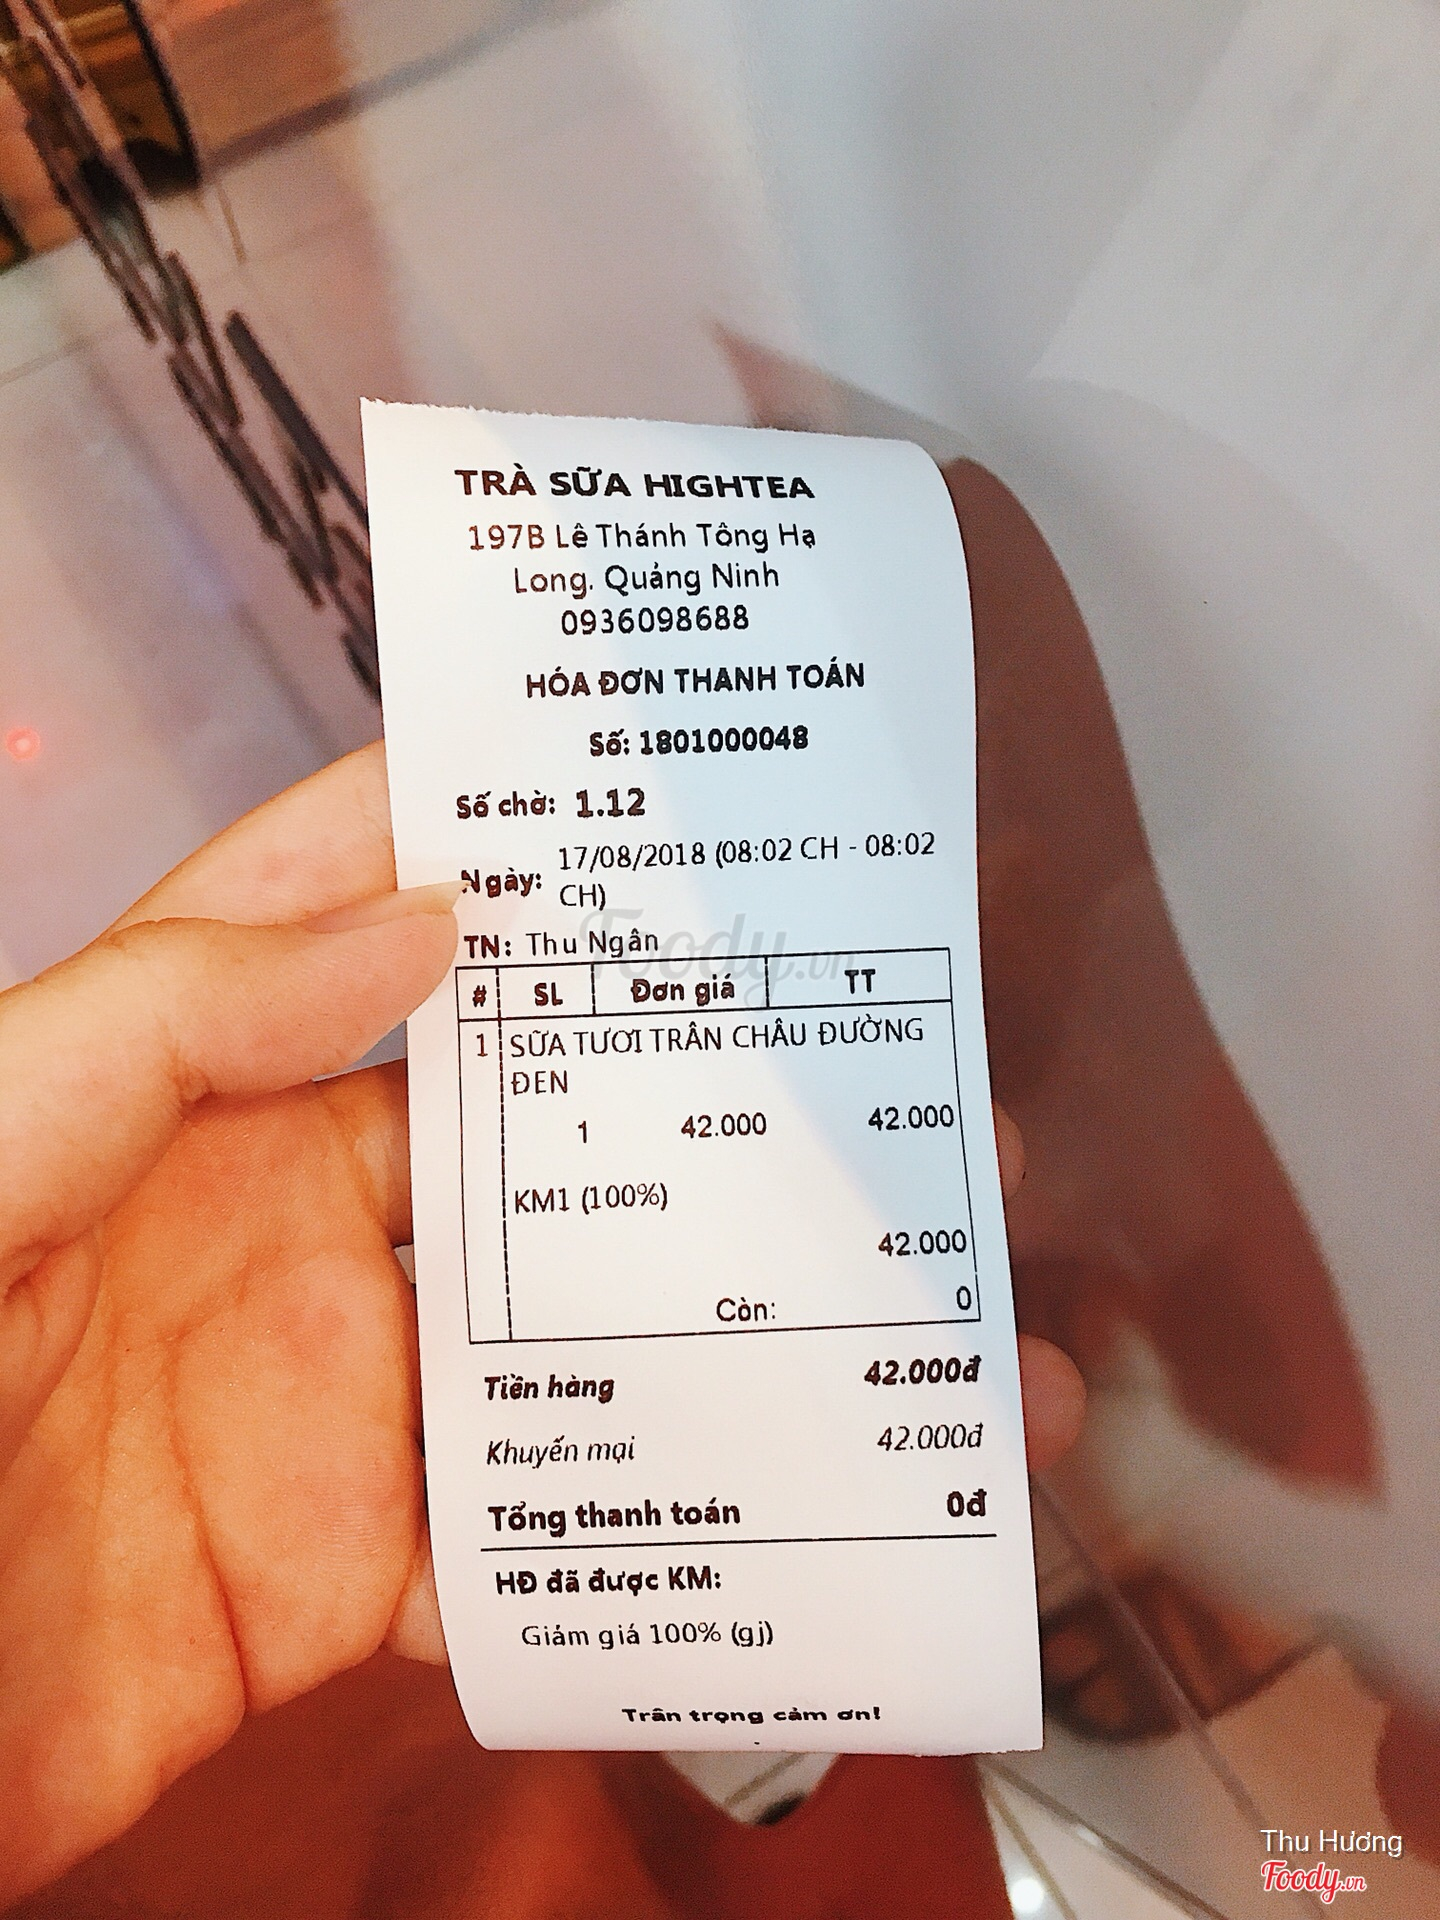 TRÀ SỮA HIGHTEA
197B Lê Thánh Tông Hạ
Long. Quảng Ninh
0936098688
HÓA ĐƠN THANH TOÁN
Số: 1801000048
Số chờ: 1.12
Ngày: 17/08/2018 (08:02 CH - 08:02
CH)
TN: Thu Ngân
Foody.vn
# SL Đơn giá TT
1 SỮA TƯƠI TRÂN CHÂU ĐƯỜNG
ĐEN
1 42.000 42.000
KM1 (100%)
42.000
Còn: 0
Tiền hàng 42.000đ
Khuyến mại 42.000đ
Tổng thanh toán 0đ
HĐ đã được KM:
Giảm giá 100% (gj)
Trân trọng cảm ơn!
Thu Hương
Foody.vn